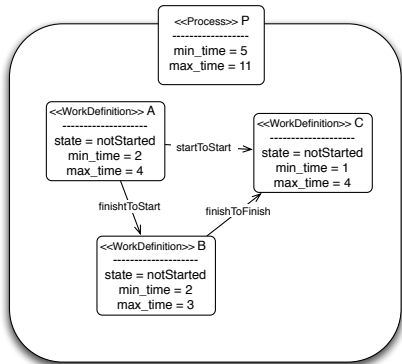 <<Process>> P
-------------------
min_time = 5
max_time = 11
<<WorkDefinition>> A
--------------------
state = notStarted
min_time = 2
max_time = 4
startToStart
<<WorkDefinition>> C
--------------------
state = notStarted
min_time = 1
max_time = 4
finishtToStart
finishToFinish
<<WorkDefinition>> B
--------------------
state = notStarted
min_time = 2
max_time = 3